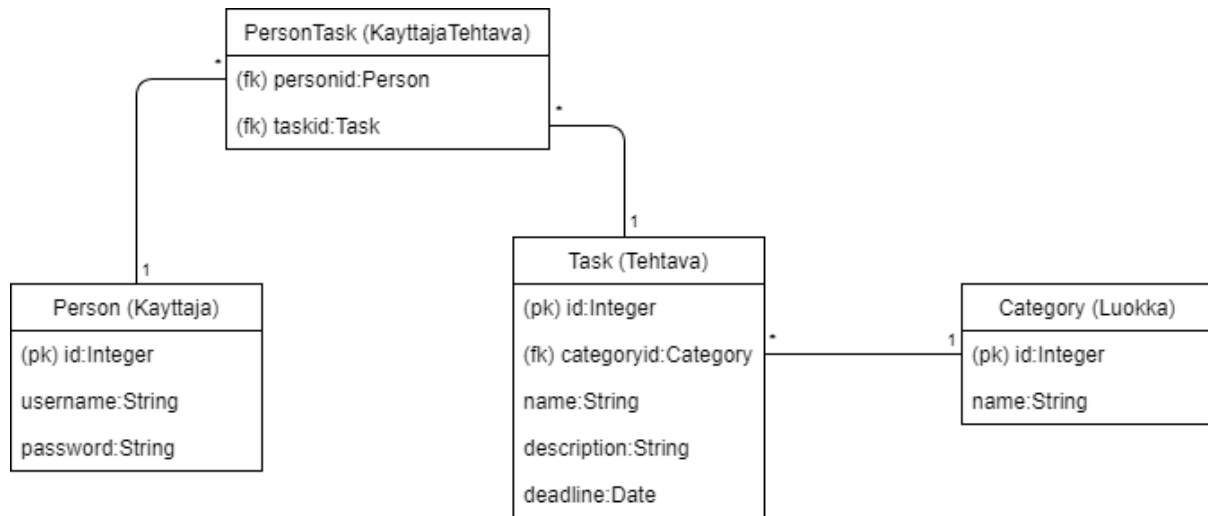 PersonTask (KayttajaTehtava)
(fk) personid:Person
(fk) taskid:Task
*
*
1
1
Person (Kayttaja)
(pk) id:Integer
username:String
password:String
Task (Tehtava)
(pk) id:Integer
(fk) categoryid:Category
name:String
description:String
deadline:Date
*
1
Category (Luokka)
(pk) id:Integer
name:String